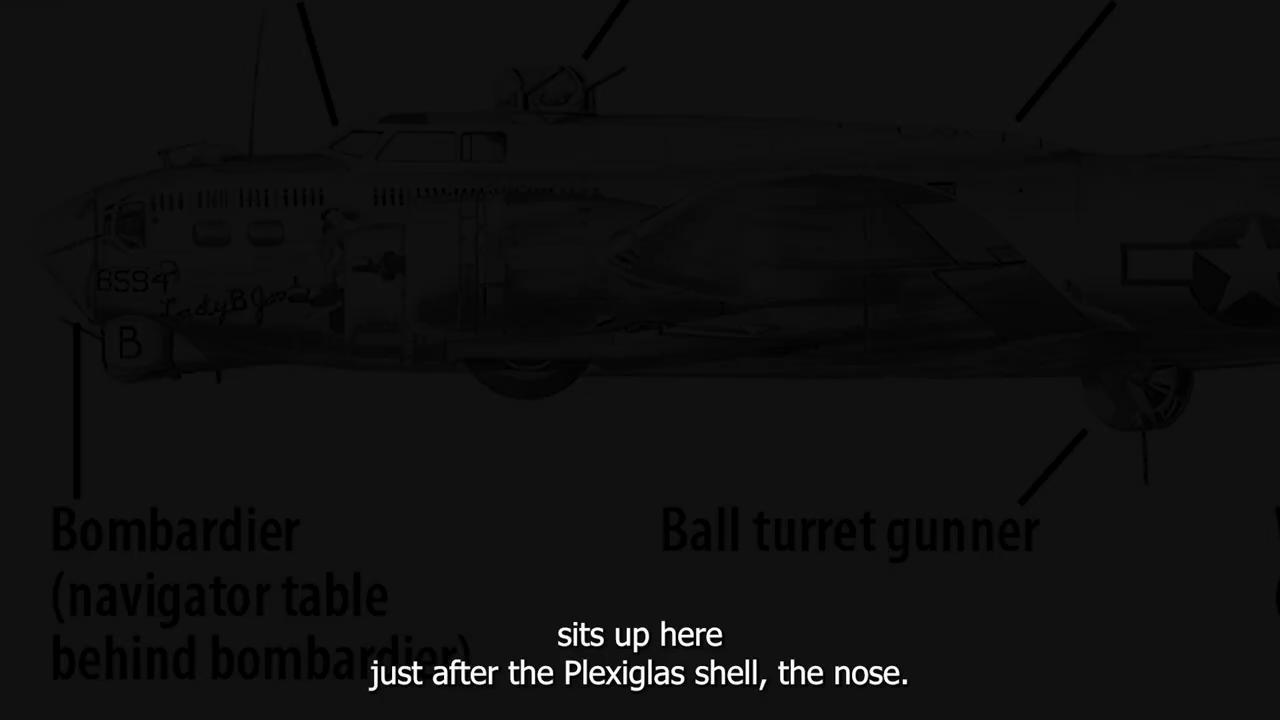 8594
Lady B Good
B
Bombardier
(navigator table
behind bombardier)
Ball turret gunner
sits up here
just after the Plexiglas shell, the nose.